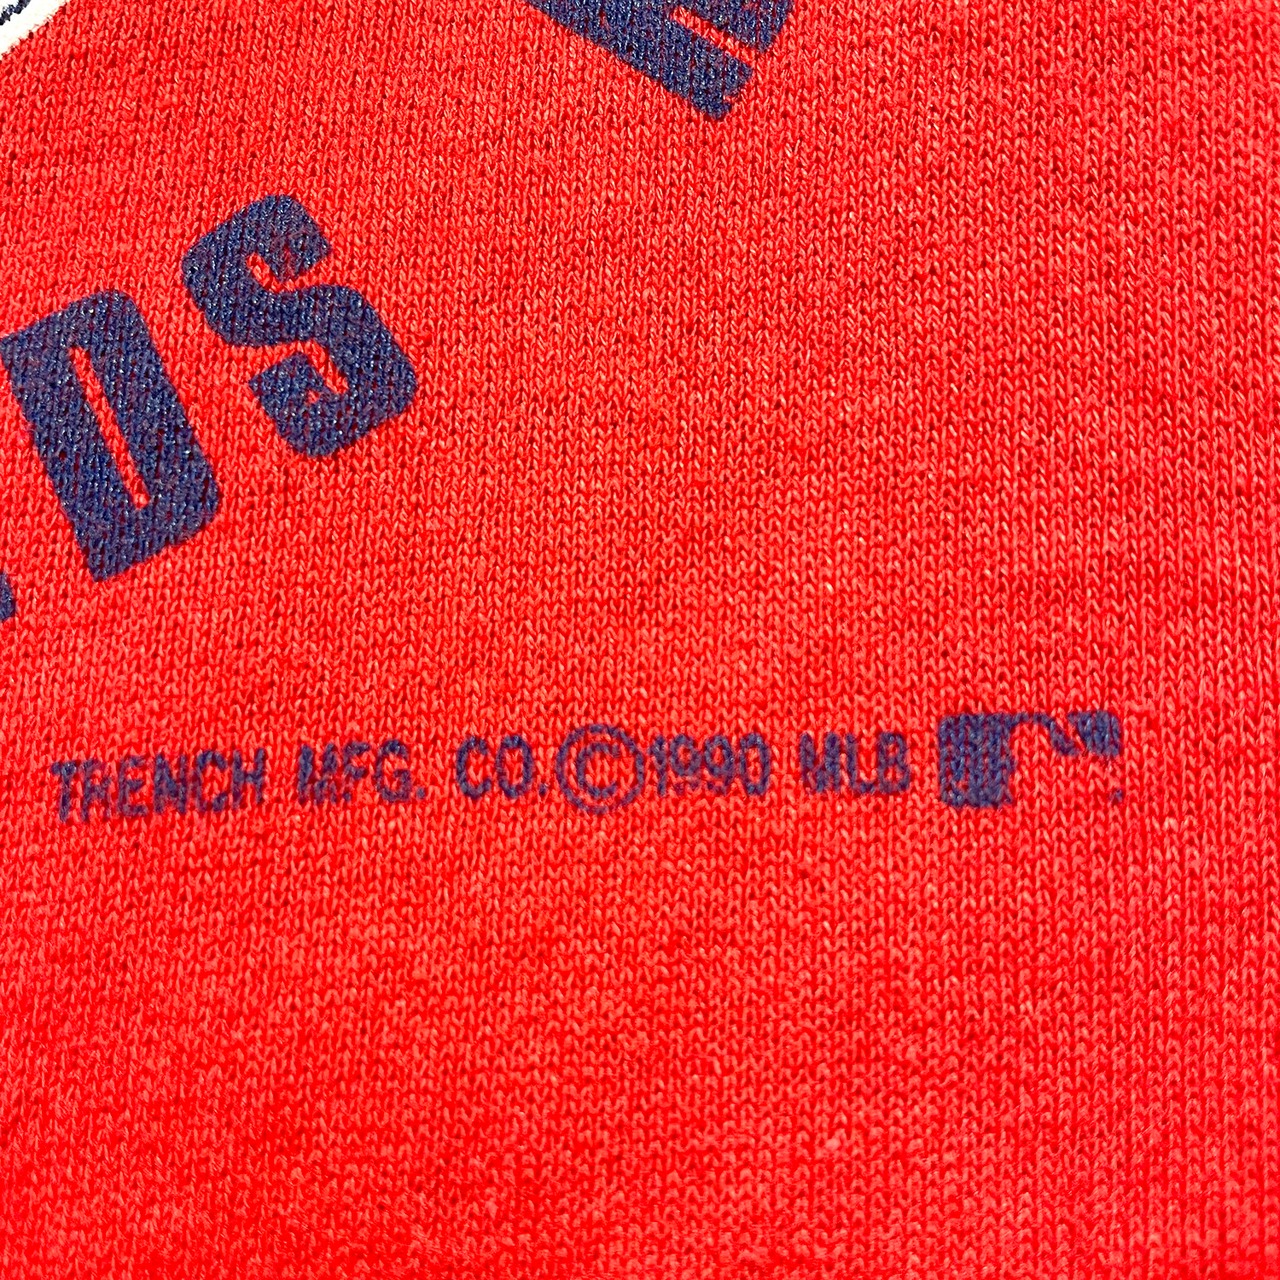 DS
TRENCH MFG. CO. ©1990 MLB